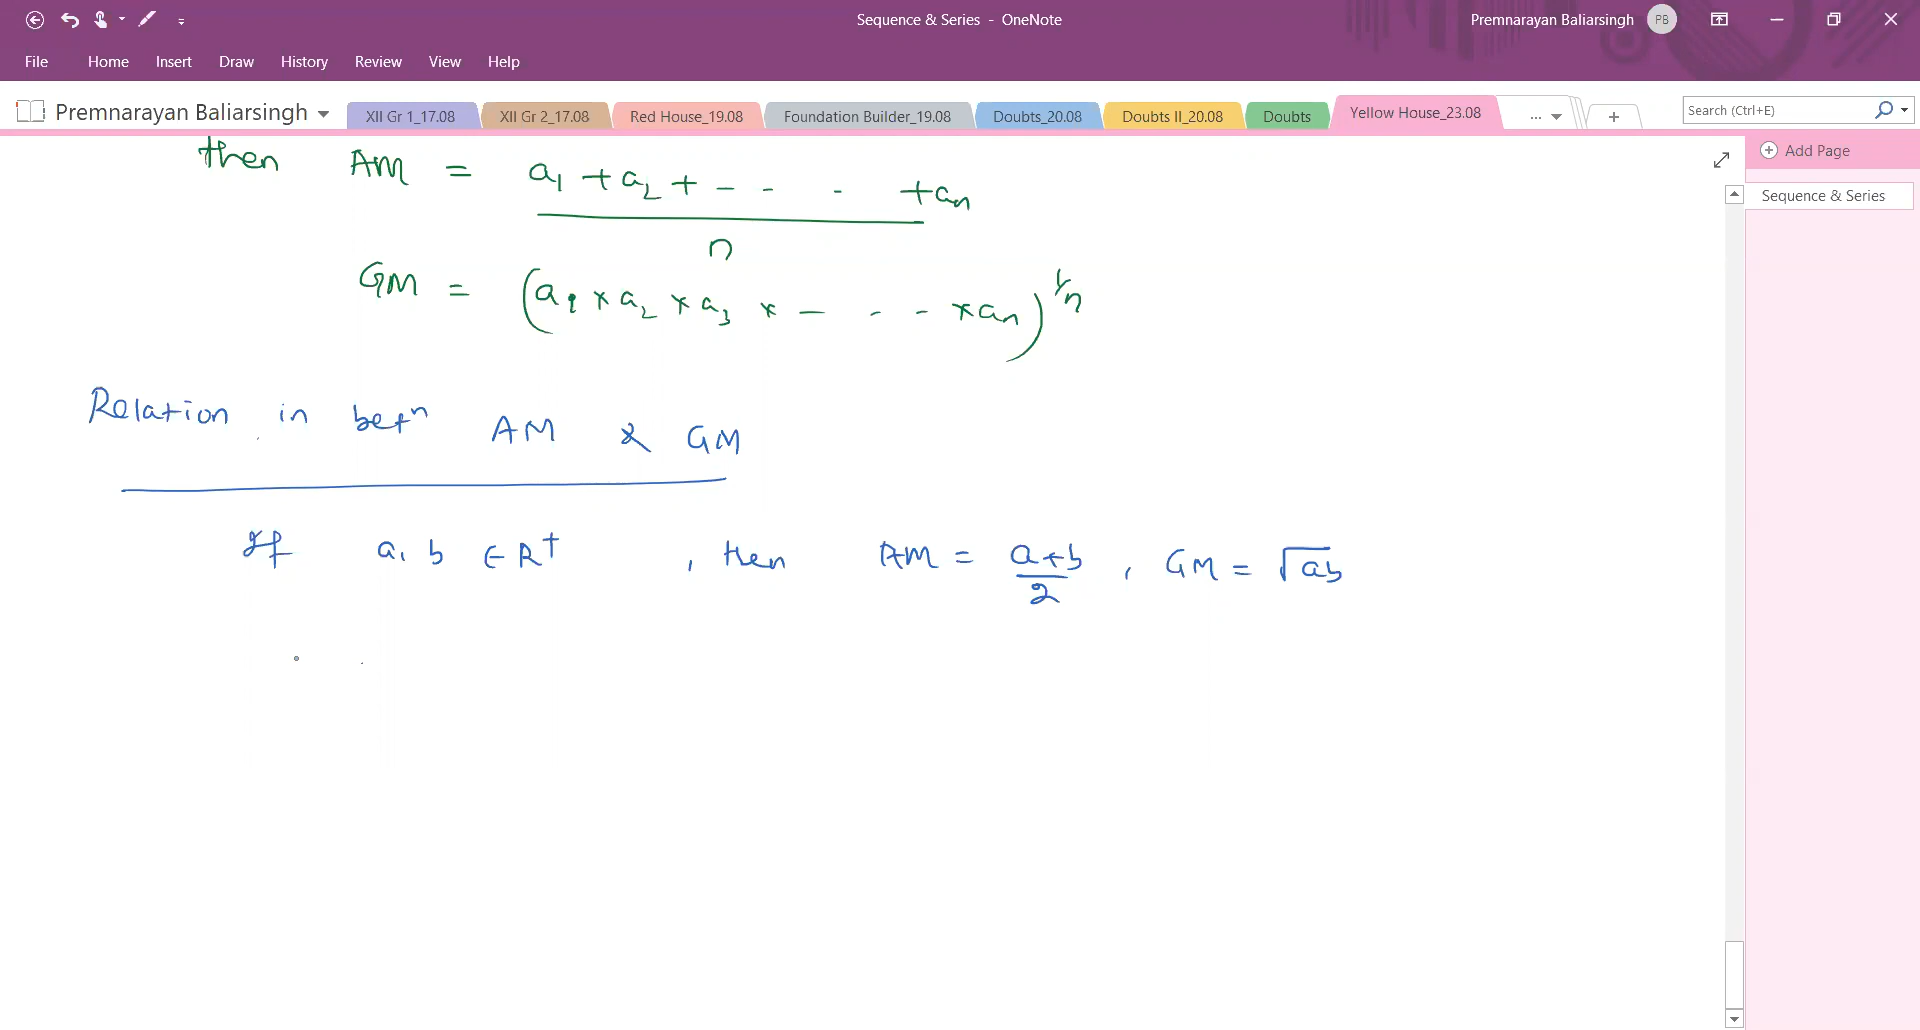 Sequence & Series - OneNote
Premnarayan Baliarsingh PB
File Home Insert Draw History Review View Help
Premnarayan Baliarsingh
XII Gr 1_17.08 XII Gr 2_17.08 Red House_19.08 Foundation Builder_19.08 Doubts_20.08 Doubts II_20.08 Doubts Yellow House_23.08 ... +
Search (Ctrl+E)
Add Page
Sequence & Series
then AM = a₁ + a₂ + - - - + aₙ
n
GM = (a₁ × a₂ × a₃ × - - - × aₙ)^1/n
Relation in betⁿ AM & GM
If a, b ∈ R⁺ , then AM = a+b / 2 , GM = √ab